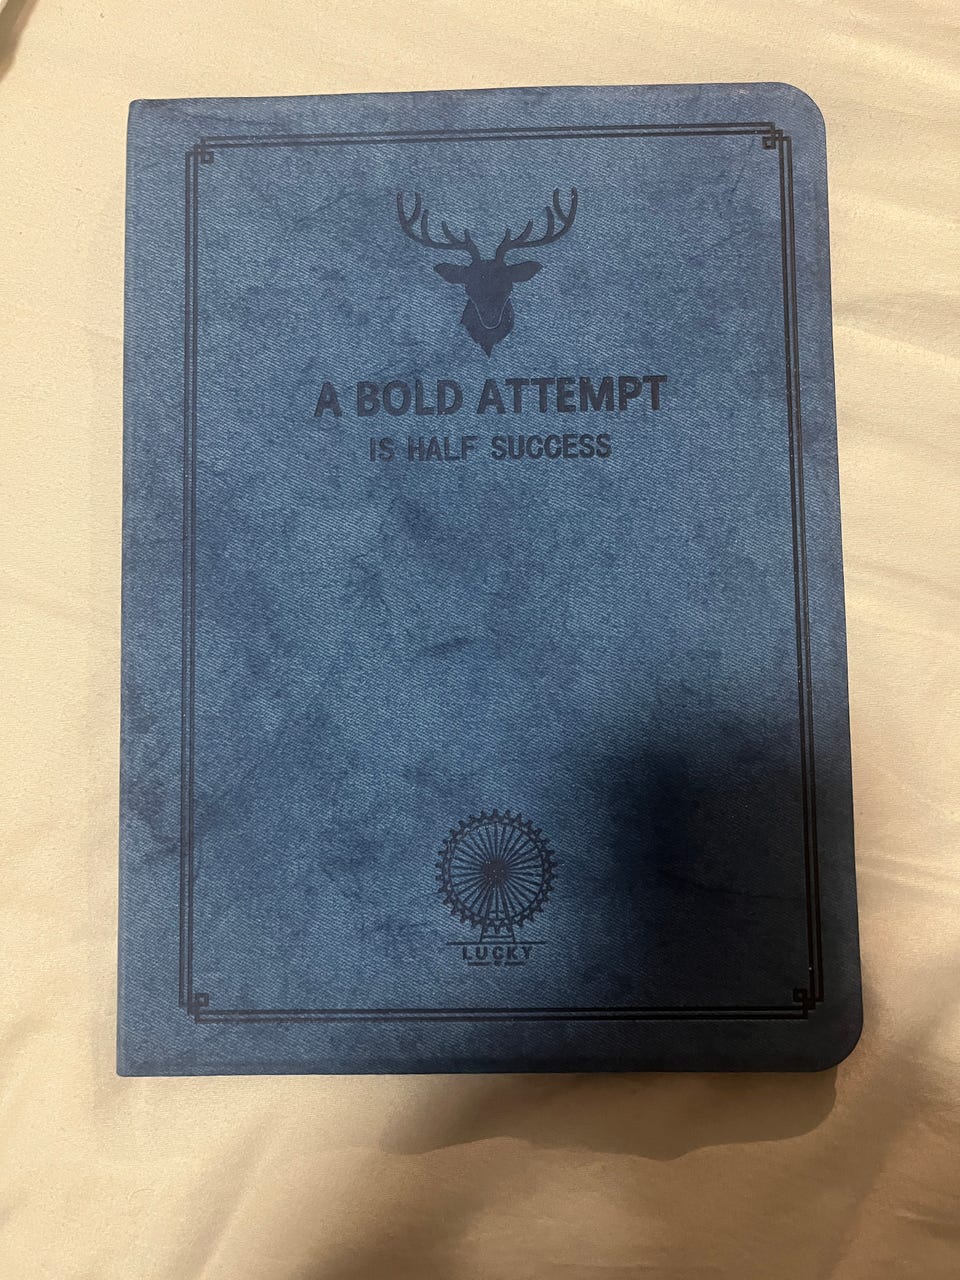 A BOLD ATTEMPT
IS HALF SUCCESS
LUCKY